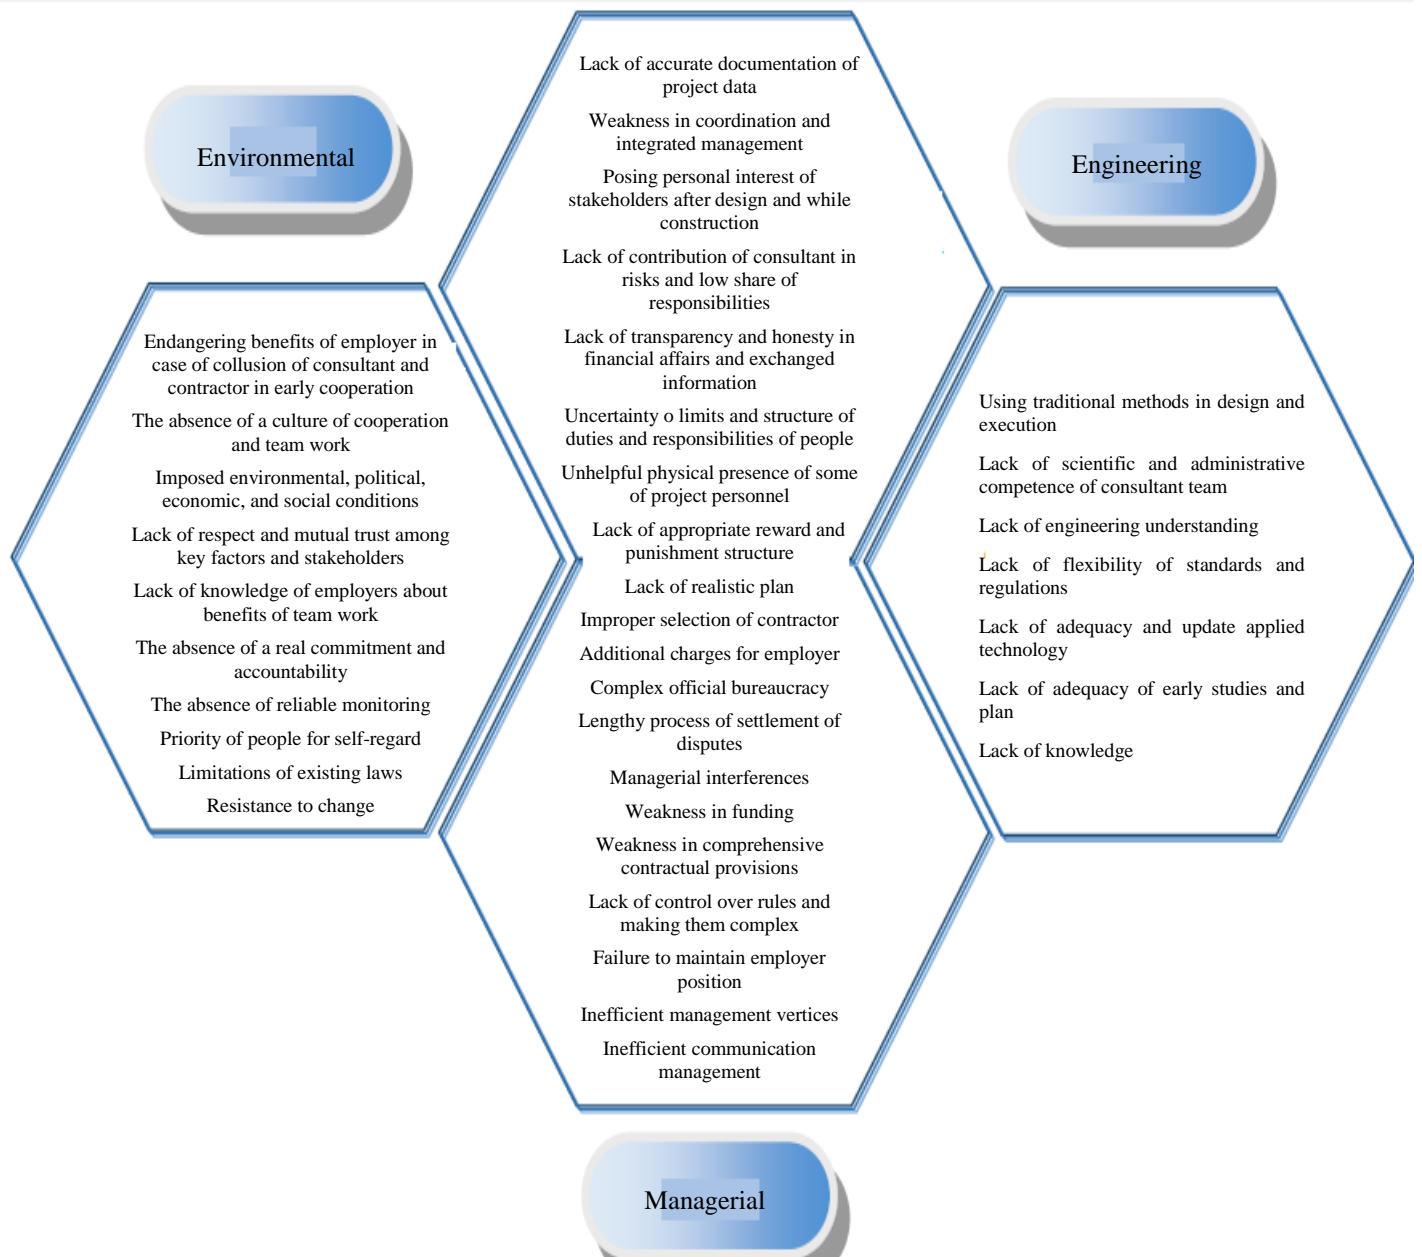 Environmental
Endangering benefits of employer in
case of collusion of consultant and
contractor in early cooperation
The absence of a culture of cooperation
and team work
Imposed environmental, political,
economic, and social conditions
Lack of respect and mutual trust among
key factors and stakeholders
Lack of knowledge of employers about
benefits of team work
The absence of a real commitment and
accountability
The absence of reliable monitoring
Priority of people for self-regard
Limitations of existing laws
Resistance to change
Lack of accurate documentation of
project data
Weakness in coordination and
integrated management
Posing personal interest of
stakeholders after design and while
construction
Lack of contribution of consultant in
risks and low share of
responsibilities
Lack of transparency and honesty in
financial affairs and exchanged
information
Uncertainty o limits and structure of
duties and responsibilities of people
Unhelpful physical presence of some
of project personnel
Lack of appropriate reward and
punishment structure
Lack of realistic plan
Improper selection of contractor
Additional charges for employer
Complex official bureaucracy
Lengthy process of settlement of
disputes
Managerial interferences
Weakness in funding
Weakness in comprehensive
contractual provisions
Lack of control over rules and
making them complex
Failure to maintain employer
position
Inefficient management vertices
Inefficient communication
management
Managerial
Engineering
Using traditional methods in design and
execution
Lack of scientific and administrative
competence of consultant team
Lack of engineering understanding
Lack of flexibility of standards and
regulations
Lack of adequacy and update applied
technology
Lack of adequacy of early studies and
plan
Lack of knowledge